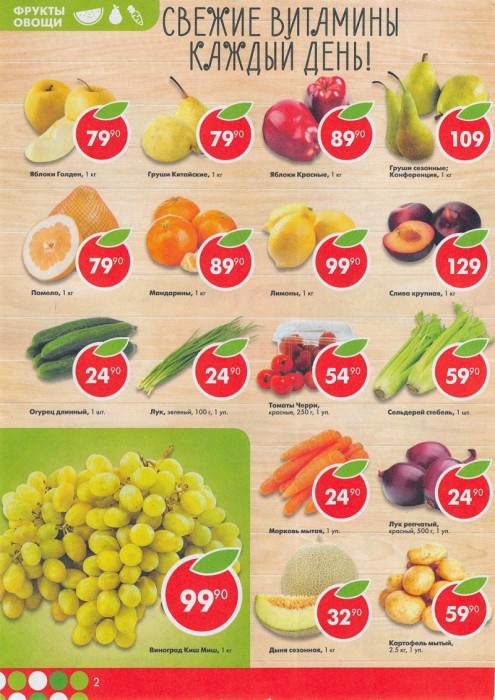 ФРУКТЫ
ОВОЩИ
СВЕЖИЕ ВИТАМИНЫ
КАЖДЫЙ ДЕНЬ!
79 90
Яблоки Голден, 1 кг
79 90
Груши Китайские, 1 кг
89 90
Яблоки Красные, 1 кг
109
Груши сезонные;
Конференция, 1 кг
79 90
Помело, 1 кг
89 90
Мандарины, 1 кг
99 90
Лимоны, 1 кг
129
Слива крупная, 1 кг
24 90
Огурец длинный, 1 шт.
24 90
Лук, зеленый, 100 г, 1 уп.
54 90
Томаты Черри,
красные, 250 г, 1 уп.
59 90
Сельдерей стебель, 1 шт.
99 90
Виноград Киш Миш, 1 кг
24 90
Морковь мытая, 1 уп.
24 90
Лук репчатый,
красный, 500 г, 1 уп.
32 90
Дыня сезонная, 1 кг
59 90
Картофель мытый,
2.5 кг, 1 уп.
2